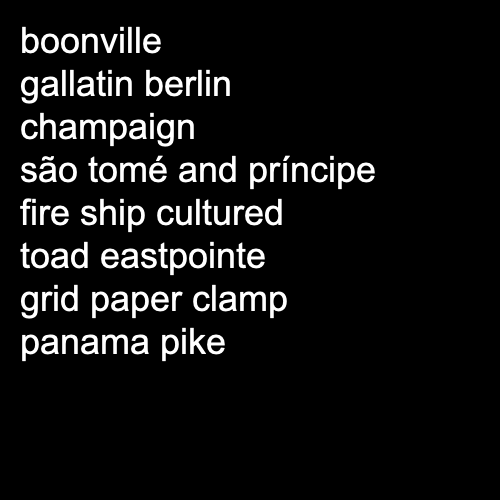 boonville
gallatin berlin
champaign
são tomé and príncipe
fire ship cultured
toad eastpointe
grid paper clamp
panama pike